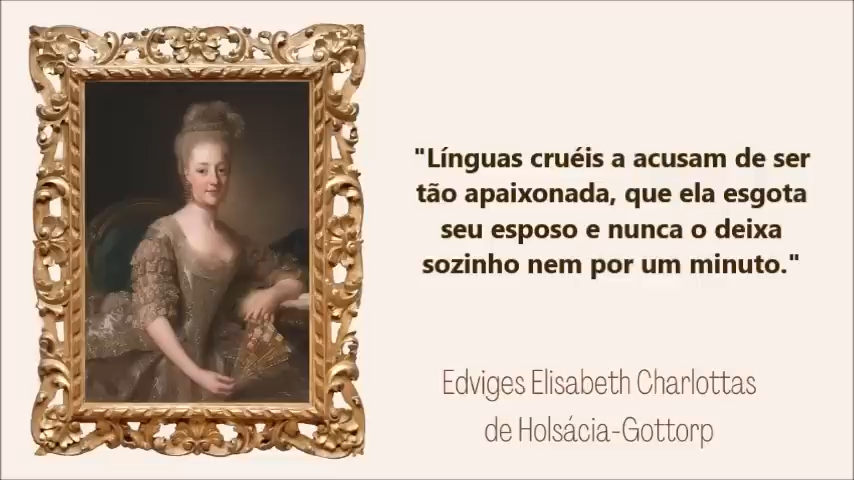 "Línguas cruéis a acusam de ser
tão apaixonada, que ela esgota
seu esposo e nunca o deixa
sozinho nem por um minuto."
Edviges Elisabeth Charlottas
de Holsácia-Gottorp